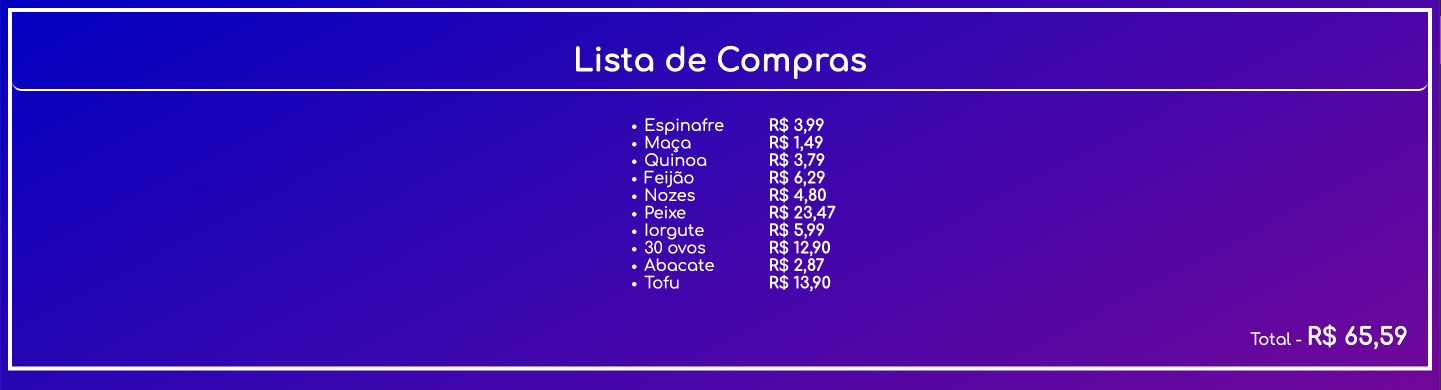 Lista de Compras
• Espinafre R$ 3,99
• Maça R$ 1,49
• Quinoa R$ 3,79
• Feijão R$ 6,29
• Nozes R$ 4,80
• Peixe R$ 23,47
• Iorgute R$ 5,99
• 30 ovos R$ 12,90
• Abacate R$ 2,87
• Tofu R$ 13,90
Total - R$ 65,59